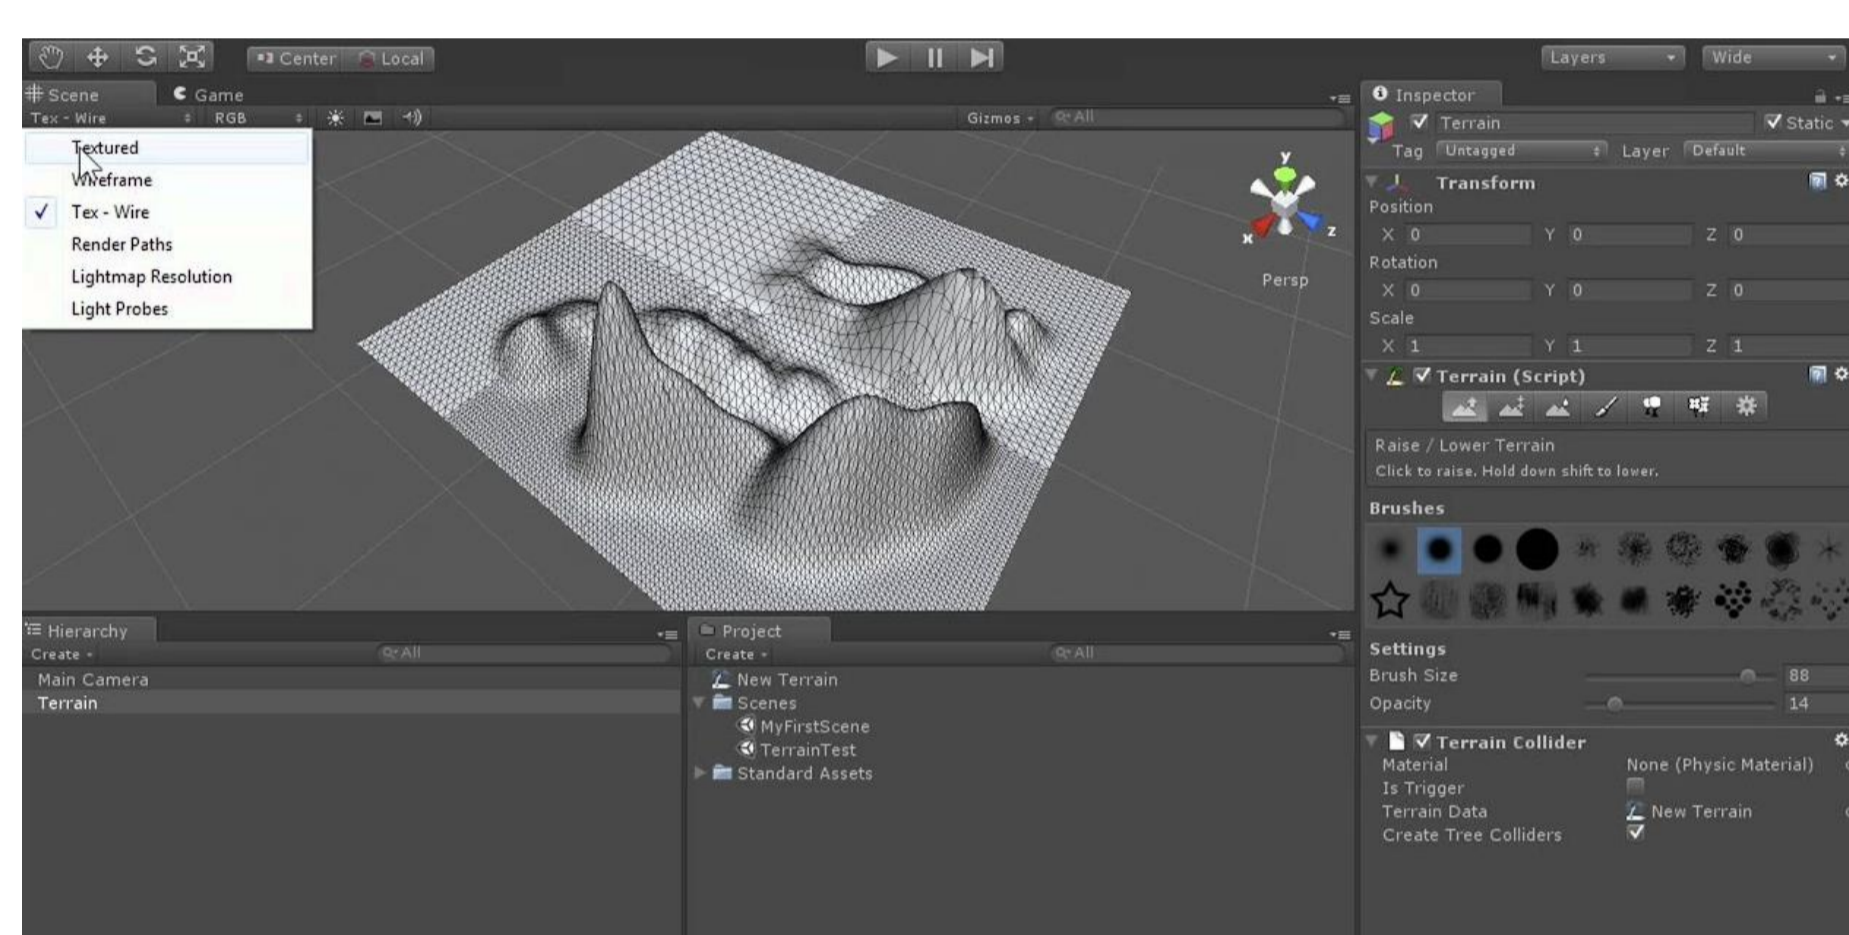 Center Local
Layers Wide
Scene Game
Tex - Wire RGB Gizmos All
Textured
Wireframe
Tex - Wire
Render Paths
Lightmap Resolution
Light Probes
y
x z
Persp
Inspector
Terrain Static
Tag Untagged Layer Default
Transform
Position
X 0 Y 0 Z 0
Rotation
X 0 Y 0 Z 0
Scale
X 1 Y 1 Z 1
Terrain (Script)
Raise / Lower Terrain
Click to raise. Hold down shift to lower.
Brushes
Settings
Brush Size 88
Opacity 14
Terrain Collider
Material None (Physic Material)
Is Trigger
Terrain Data New Terrain
Create Tree Colliders
Hierarchy
Create All
Main Camera
Terrain
Project
Create All
New Terrain
Scenes
MyFirstScene
TerrainTest
Standard Assets